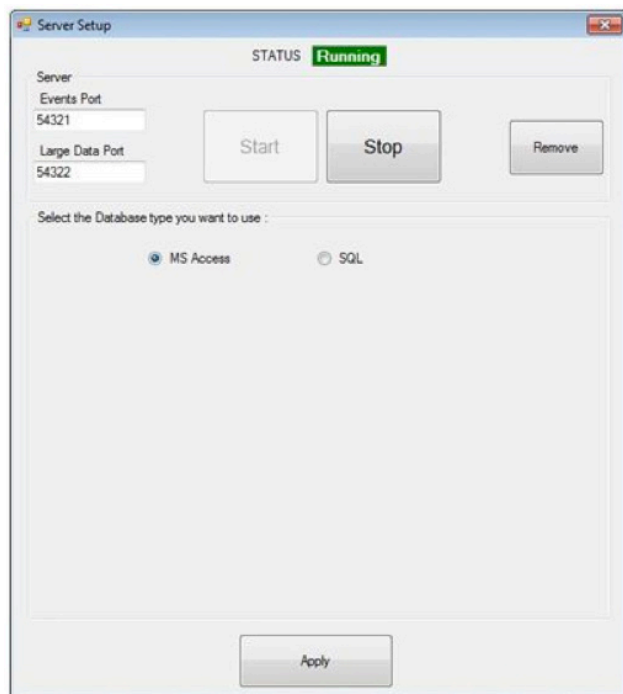 Server Setup
STATUS Running
Server
Events Port
54321
Large Data Port
54322
Start
Stop
Remove
Select the Database type you want to use :
MS Access
SQL
Apply